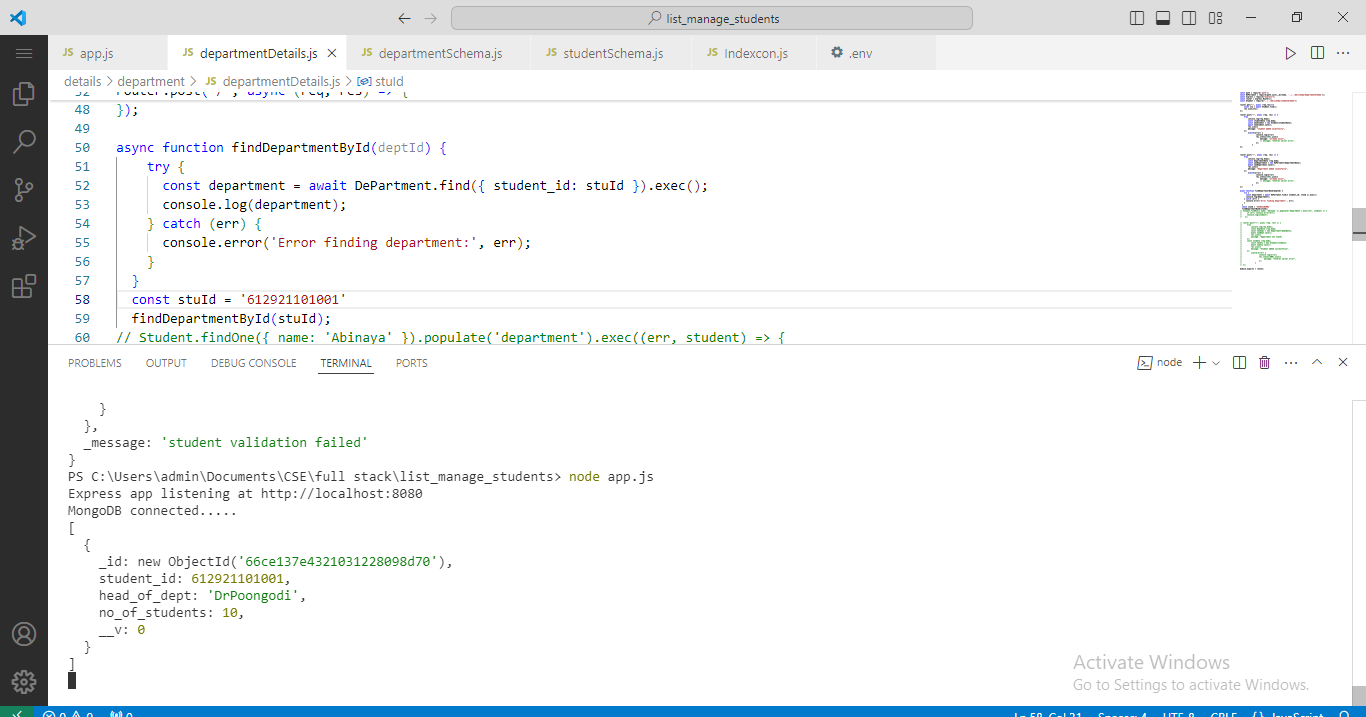 list_manage_students
JS app.js
JS departmentDetails.js
JS departmentSchema.js
JS studentSchema.js
JS Indexcon.js
.env
details > department > JS departmentDetails.js > stuId
32 router.post('/', async (req, res) => {
48 });
49
50 async function findDepartmentById(deptId) {
51 try {
52 const department = await DePartment.find({ student_id: stuId }).exec();
53 console.log(department);
54 } catch (err) {
55 console.error('Error finding department:', err);
56 }
57 }
58 const stuId = '612921101001'
59 findDepartmentById(stuId);
60 // Student.findOne({ name: 'Abinaya' }).populate('department').exec((err, student) => {
PROBLEMS OUTPUT DEBUG CONSOLE TERMINAL PORTS
node
}
},
_message: 'student validation failed'
}
PS C:\Users\admin\Documents\CSE\full stack\list_manage_students> node app.js
Express app listening at http://localhost:8080
MongoDB connected.....
[
{
_id: new ObjectId('66ce137e4321031228098d70'),
student_id: 612921101001,
head_of_dept: 'DrPoongodi',
no_of_students: 10,
__v: 0
}
]
Activate Windows
Go to Settings to activate Windows.
0 0 0
Ln 58, Col 31 Spaces: 4 UTF-8 CRLF {} JavaScript